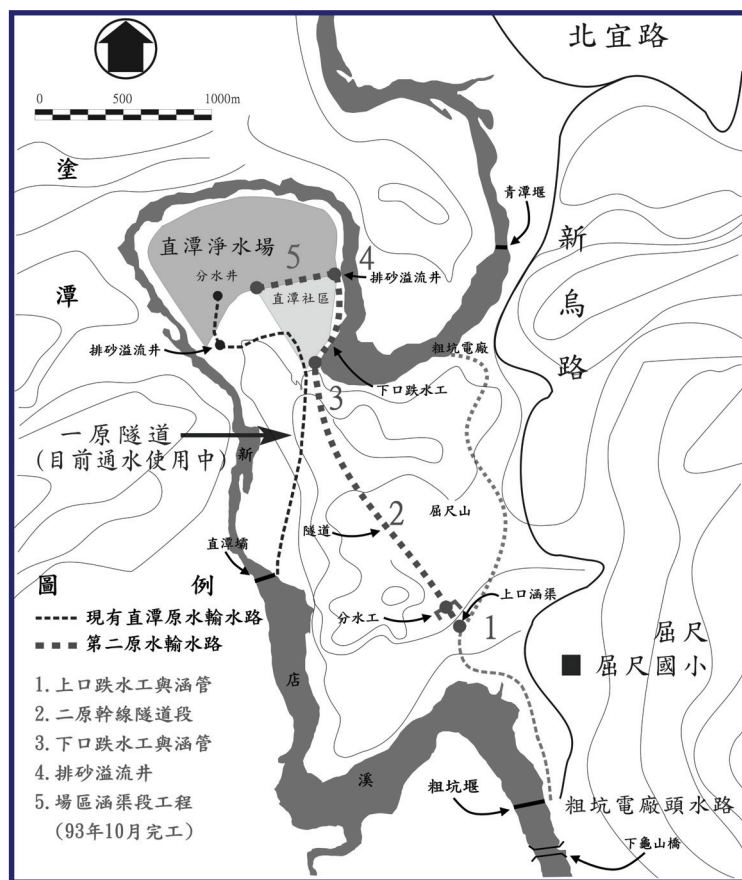 北宜路
0 500 1000m
塗
潭
青潭堰
新
烏
路
直潭淨水場
5
4
分水井
直潭社區
排砂溢流井
排砂溢流井
粗坑電廠
下口跌水工
3
一原隧道
(目前通水使用中)
新
2
屈尺山
隧道
直潭壩
圖 例
現有直潭原水輸水路
第二原水輸水路
分水工
上口涵渠
1
屈尺
屈尺國小
店
溪
1.上口跌水工與涵管
2.二原幹線隧道段
3.下口跌水工與涵管
4.排砂溢流井
5.場區涵渠段工程
(93年10月完工)
粗坑堰
粗坑電廠頭水路
下龜山橋